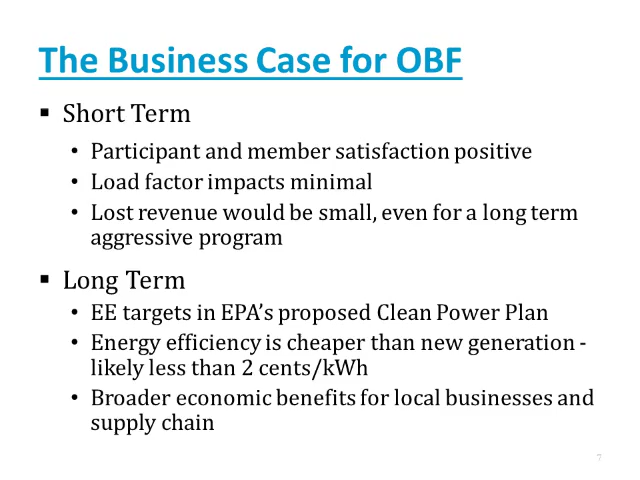 The Business Case for OBF
▪ Short Term
• Participant and member satisfaction positive
• Load factor impacts minimal
• Lost revenue would be small, even for a long term
aggressive program
▪ Long Term
• EE targets in EPA’s proposed Clean Power Plan
• Energy efficiency is cheaper than new generation -
likely less than 2 cents/kWh
• Broader economic benefits for local businesses and
supply chain
7